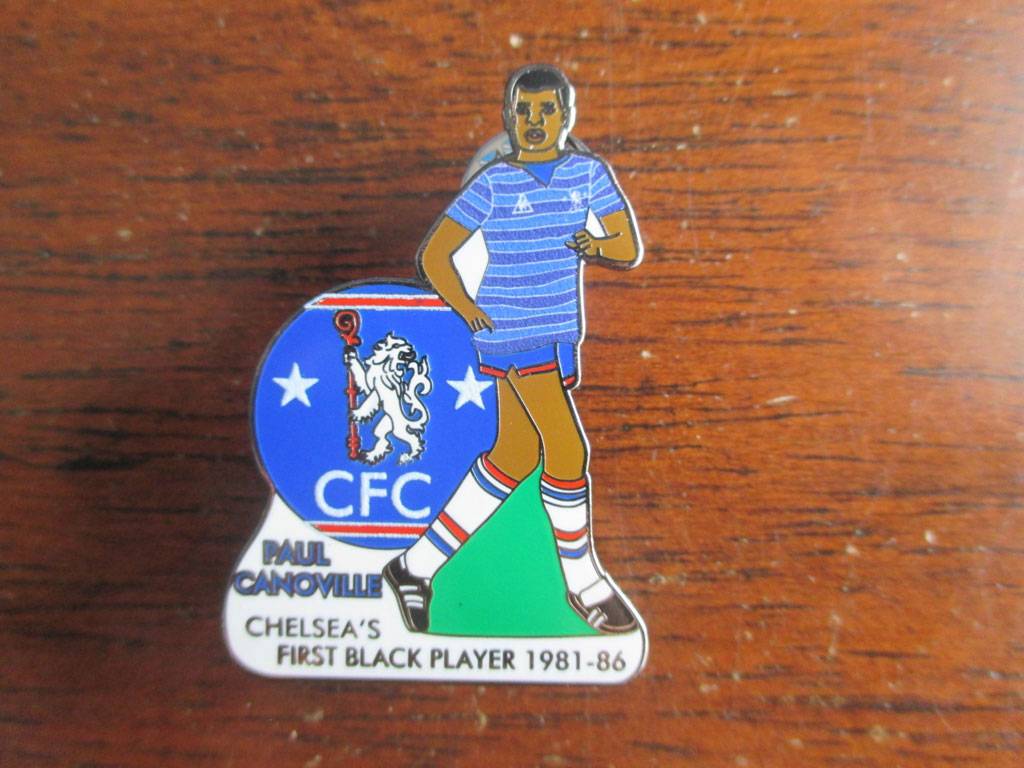 CFC
PAUL
CANOVILLE
CHELSEA'S
FIRST BLACK PLAYER 1981-86